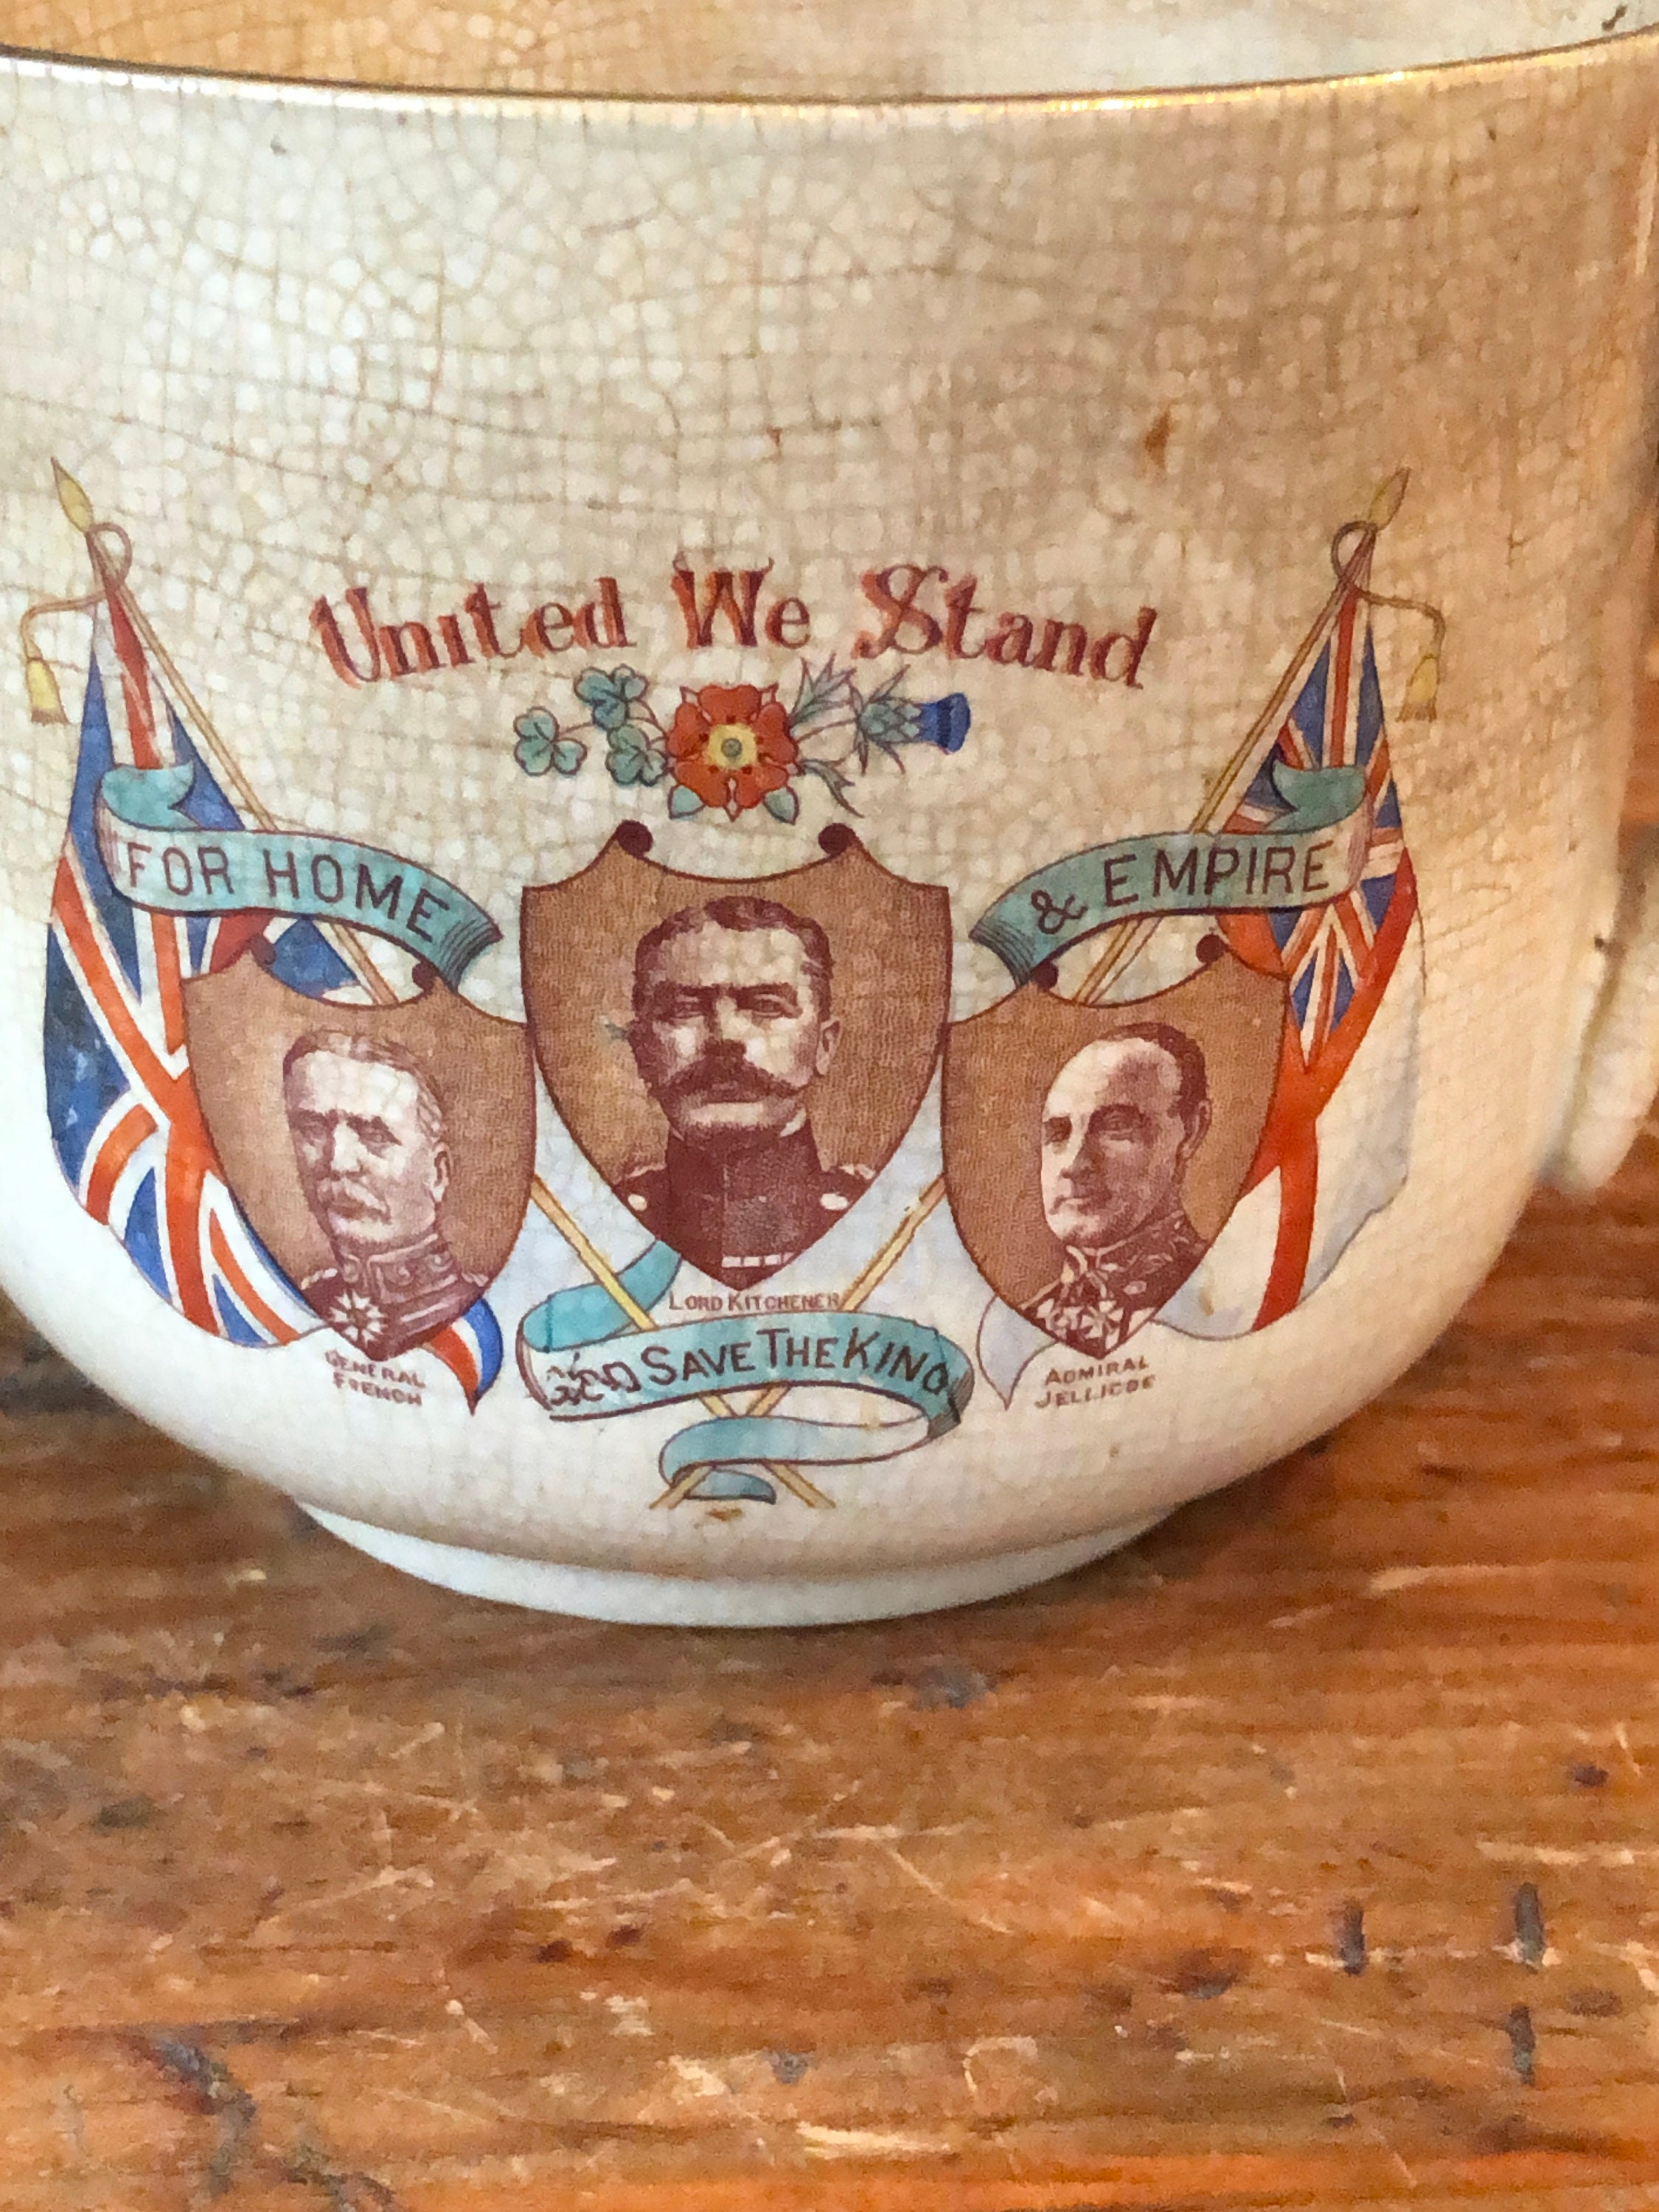 United We Stand
FOR HOME
& EMPIRE
LORD KITCHENER
SAVE THE KING
GENERAL
FRENCH
ADMIRAL
JELLICOE